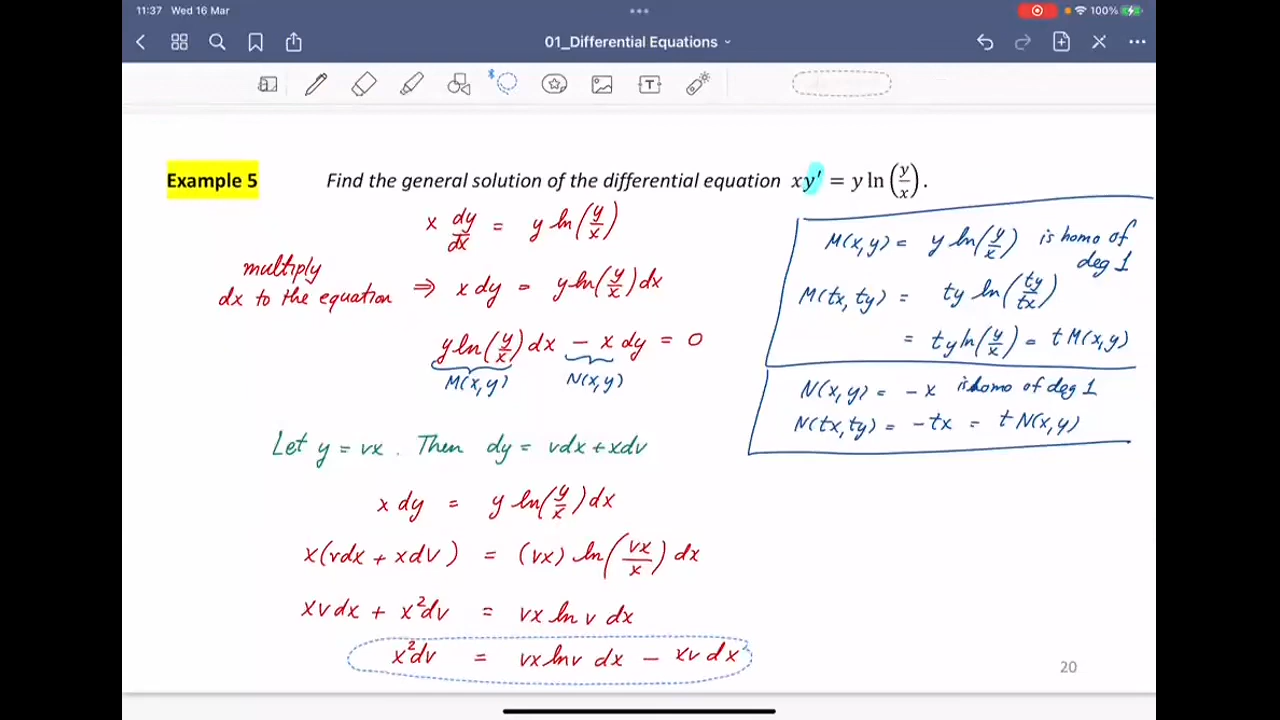 11:37 Wed 16 Mar
100%
01_Differential Equations
Example 5 Find the general solution of the differential equation xy′ = y ln(y/x).
x dy/dx = y ln(y/x)
multiply
dx to the equation ⇒ x dy = y ln(y/x) dx
y ln(y/x) dx − x dy = 0
M(x,y) N(x,y)
M(x,y) = y ln(y/x) is homo of
deg 1
M(tx,ty) = ty ln(ty/tx)
= ty ln(y/x) = t M(x,y)
N(x,y) = −x is homo of deg 1
N(tx,ty) = −tx = t N(x,y)
Let y = vx. Then dy = vdx + xdv
x dy = y ln(y/x) dx
x(vdx + xdv) = (vx) ln(vx/x) dx
xvdx + x²dv = vx ln v dx
x²dv = vx lnv dx − xv dx
20